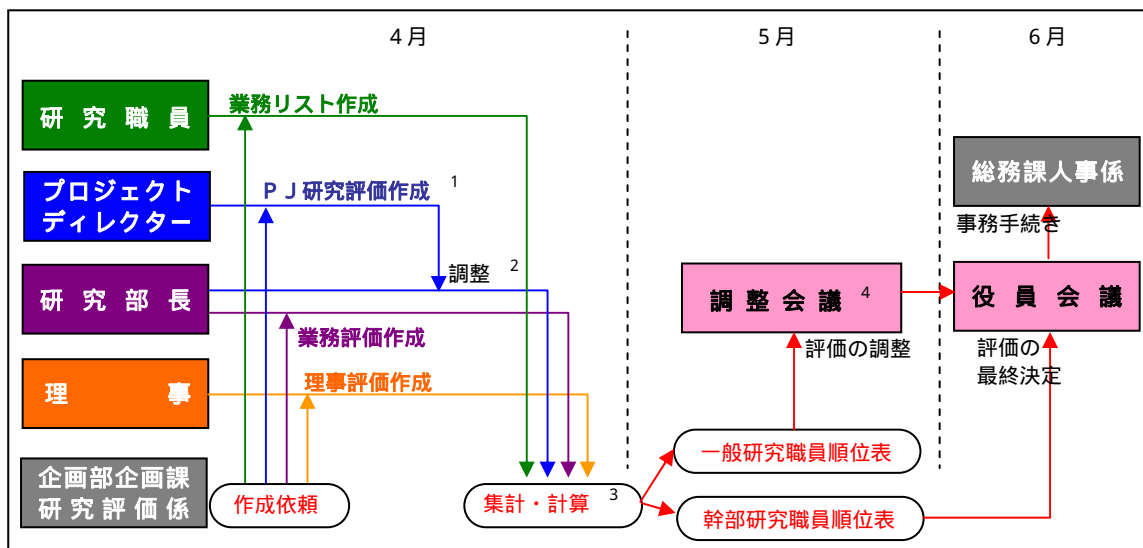 4月
5月
6月
研究職員
業務リスト作成
プロジェクト
ディレクター
ＰＪ研究評価作成 1
調整 2
研究部長
業務評価作成
理事
理事評価作成
企画部企画課
研究評価係
作成依頼
集計・計算 3
一般研究職員順位表
幹部研究職員順位表
調整会議 4
評価の調整
総務課人事係
事務手続き
役員会議
評価の
最終決定